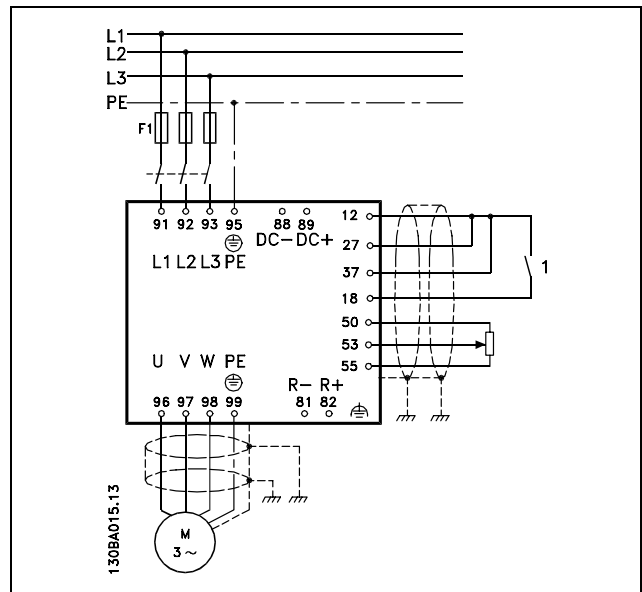 L1
L2
L3
PE
F1
91 92 93 95 88 89
DC- DC+
L1 L2 L3 PE
12
27
37
18
1
50
53
55
U V W PE
R- R+
96 97 98 99 81 82
M
3~
130BA015.13